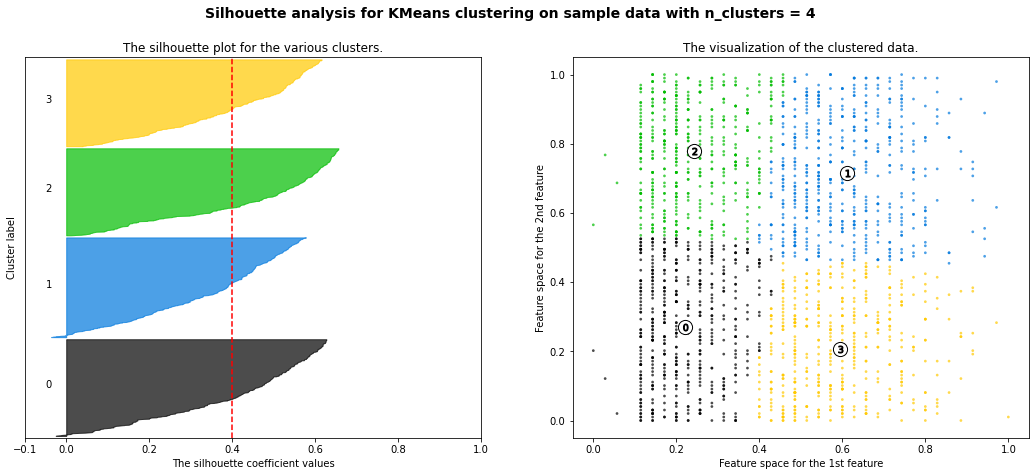 Silhouette analysis for KMeans clustering on sample data with n_clusters = 4
The silhouette plot for the various clusters.
Cluster label
3
2
1
0
−0.1 0.0 0.2 0.4 0.6 0.8 1.0
The silhouette coefficient values
The visualization of the clustered data.
Feature space for the 2nd feature
1.0
0.8
0.6
0.4
0.2
0.0
2
1
0
3
0.0 0.2 0.4 0.6 0.8 1.0
Feature space for the 1st feature